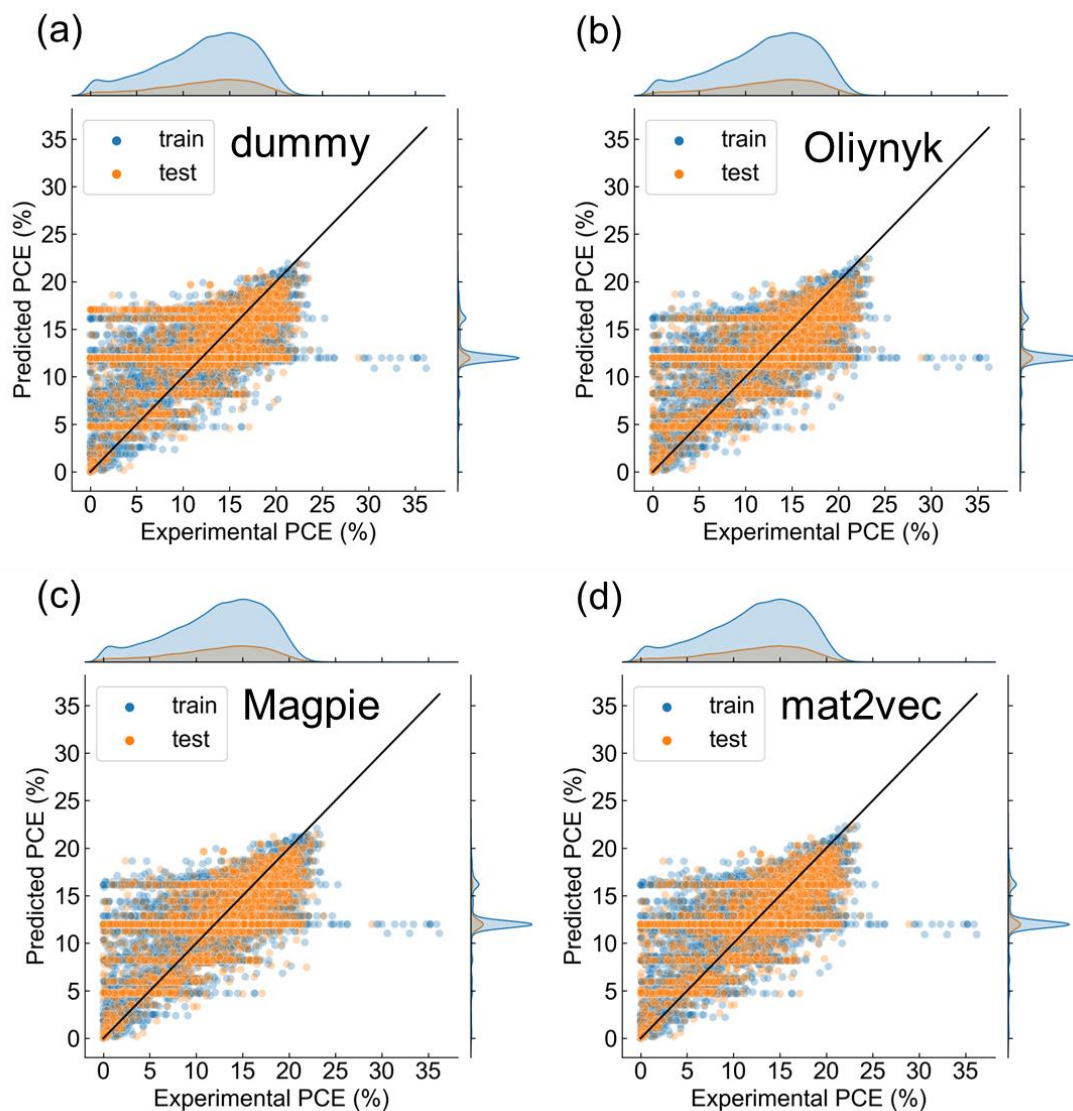 (a)
train
test
dummy
35
30
25
20
15
10
5
0
Predicted PCE (%)
0 5 10 15 20 25 30 35
Experimental PCE (%)
(b)
train
test
Oliynyk
35
30
25
20
15
10
5
0
Predicted PCE (%)
0 5 10 15 20 25 30 35
Experimental PCE (%)
(c)
train
test
Magpie
35
30
25
20
15
10
5
0
Predicted PCE (%)
0 5 10 15 20 25 30 35
Experimental PCE (%)
(d)
train
test
mat2vec
35
30
25
20
15
10
5
0
Predicted PCE (%)
0 5 10 15 20 25 30 35
Experimental PCE (%)